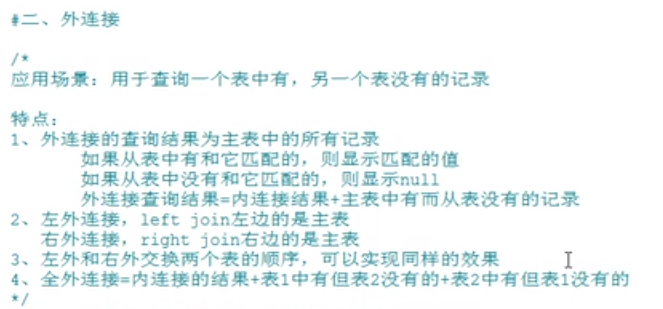 #二、外连接
/*
应用场景：用于查询一个表中有，另一个表没有的记录
特点：
1、外连接的查询结果为主表中的所有记录
如果从表中有和它匹配的，则显示匹配的值
如果从表中没有和它匹配的，则显示null
外连接查询结果=内连接结果+主表中有而从表没有的记录
2、左外连接，left join左边的是主表
右外连接，right join右边的是主表
3、左外和右外交换两个表的顺序，可以实现同样的效果
4、全外连接=内连接的结果+表1中有但表2没有的+表2中有但表1没有的
*/